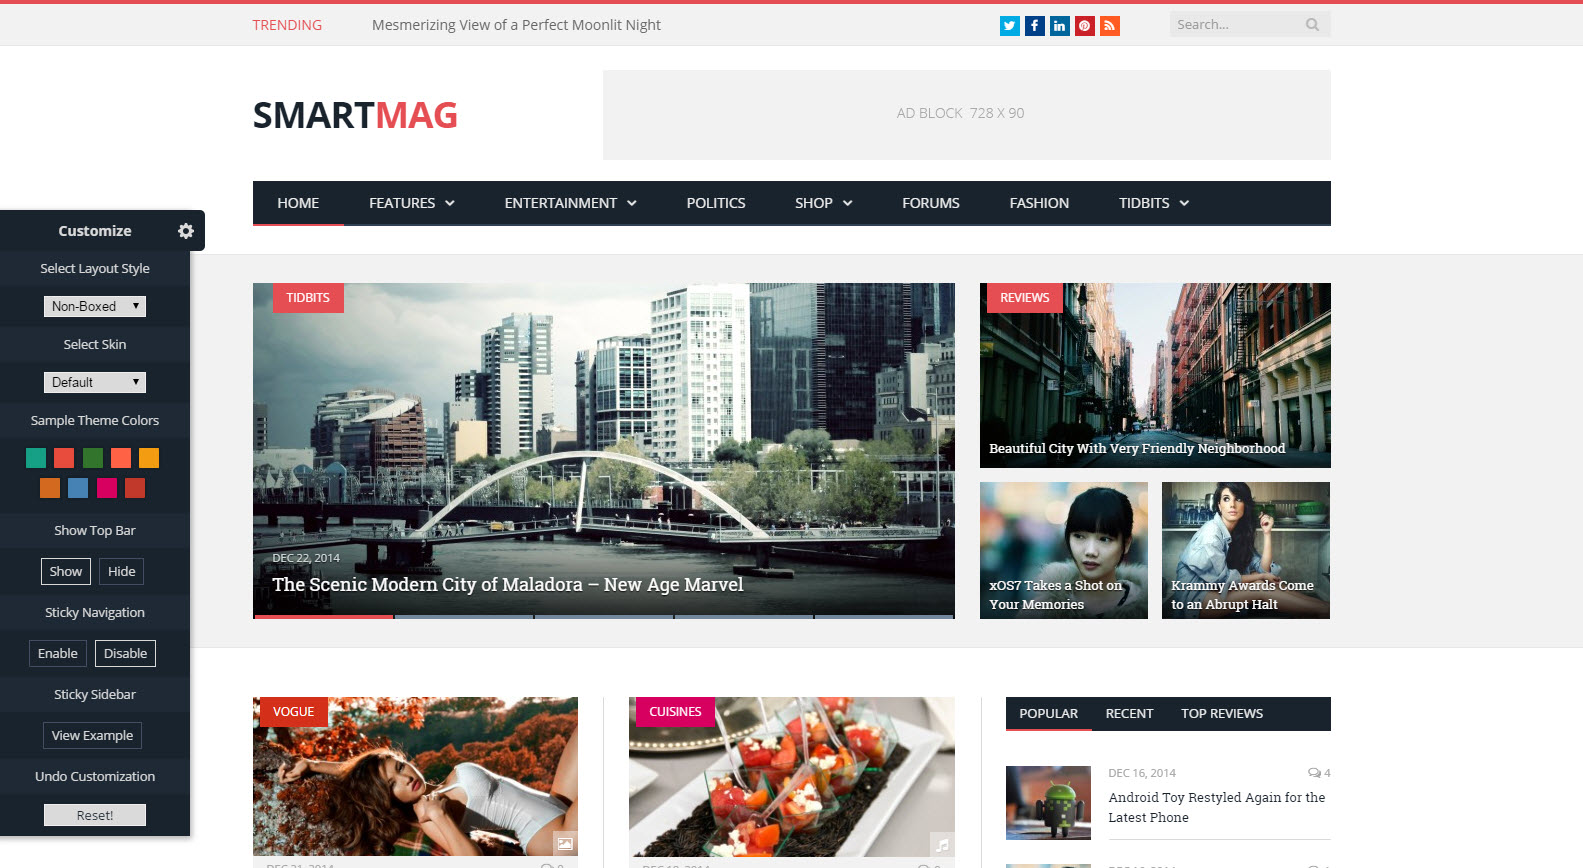 TRENDING
Mesmerizing View of a Perfect Moonlit Night
Search...
SMARTMAG
AD BLOCK 728 X 90
HOME
FEATURES
ENTERTAINMENT
POLITICS
SHOP
FORUMS
FASHION
TIDBITS
Customize
Select Layout Style
Non-Boxed
Select Skin
Default
Sample Theme Colors
Show Top Bar
Show
Hide
Sticky Navigation
Enable
Disable
Sticky Sidebar
View Example
Undo Customization
Reset!
TIDBITS
DEC 22, 2014
The Scenic Modern City of Maladora – New Age Marvel
REVIEWS
Beautiful City With Very Friendly Neighborhood
xOS7 Takes a Shot on
Your Memories
Krammy Awards Come
to an Abrupt Halt
VOGUE
CUISINES
POPULAR
RECENT
TOP REVIEWS
DEC 16, 2014
4
Android Toy Restyled Again for the
Latest Phone